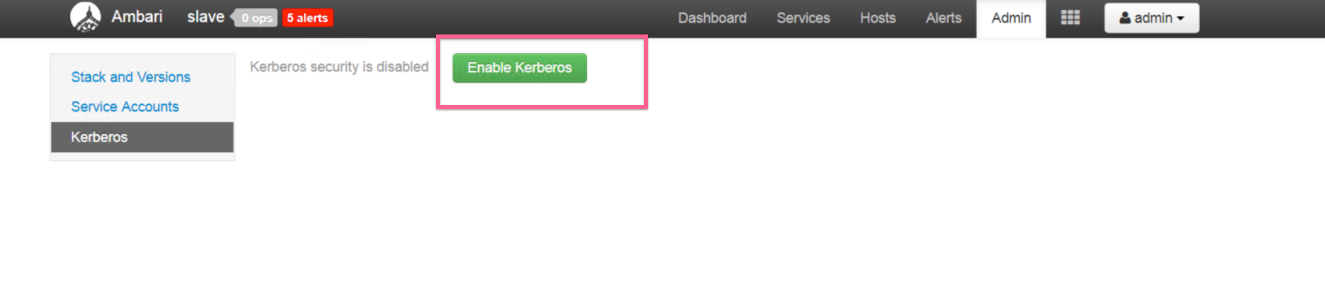 Ambari slave 0 ops 5 alerts Dashboard Services Hosts Alerts Admin admin
Stack and Versions
Service Accounts
Kerberos
Kerberos security is disabled Enable Kerberos